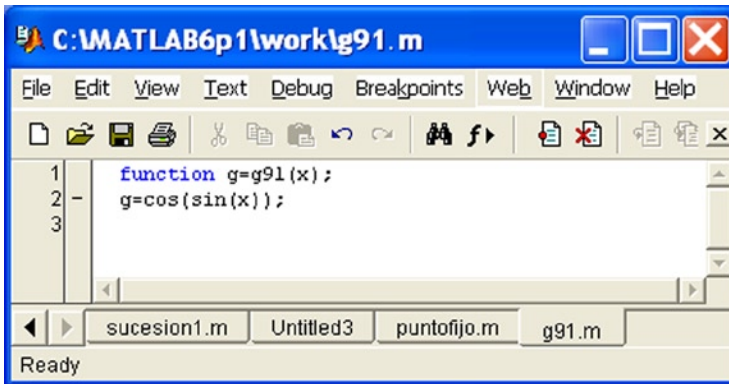 C:\MATLAB6p1\work\g91.m
File Edit View Text Debug Breakpoints Web Window Help
1 function g=g91(x);
2 - g=cos(sin(x));
3
sucesion1.m Untitled3 puntofijo.m g91.m
Ready